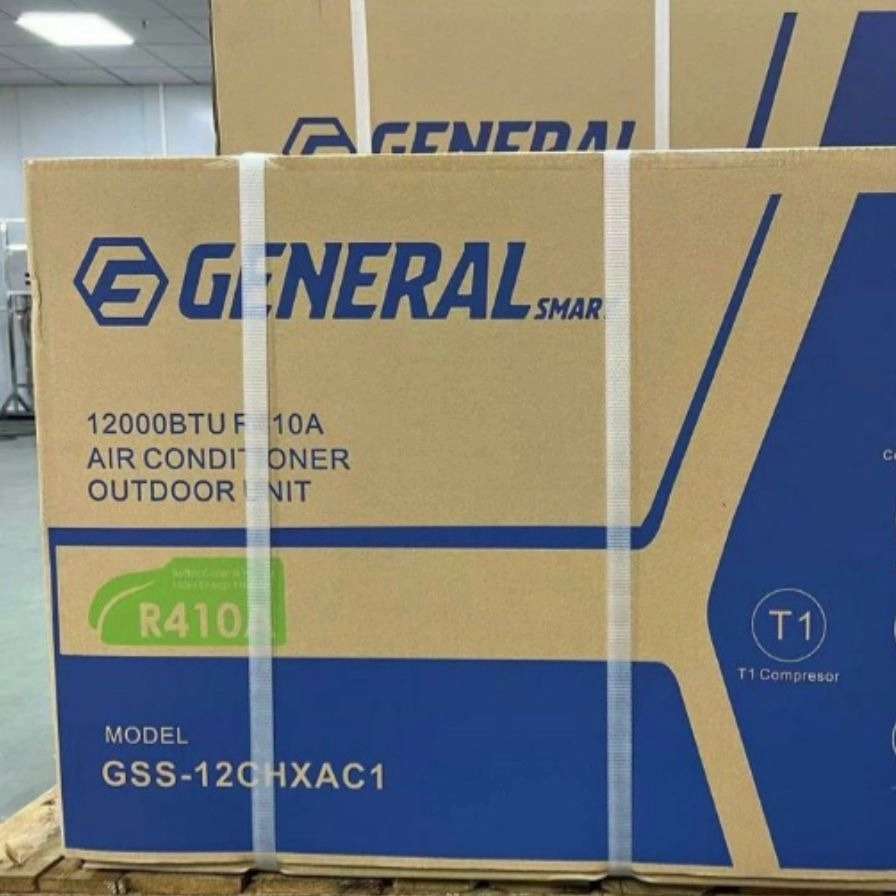 GENERAL
GENERAL SMAR
12000BTU R410A
AIR CONDITIONER
OUTDOOR UNIT
R410A
MODEL
GSS-12CHXAC1
T1
T1 Compresor